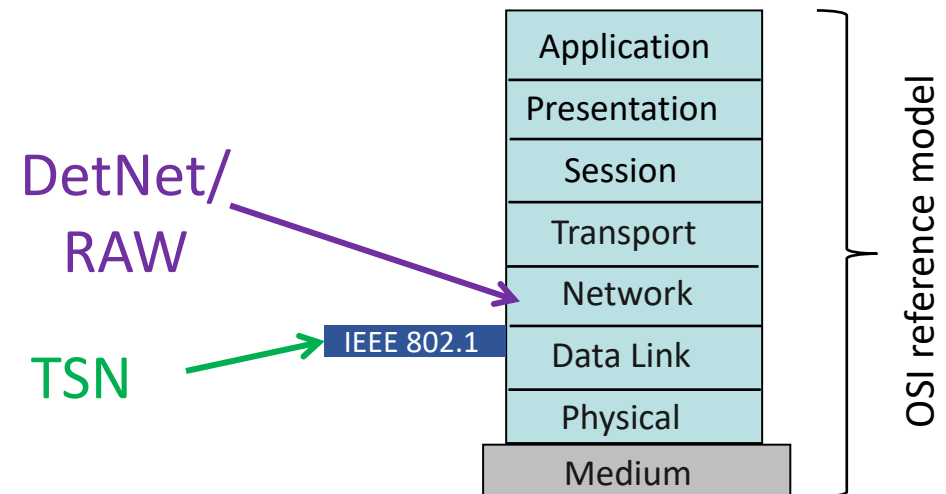 Application
Presentation
Session
Transport
Network
Data Link
Physical
Medium
DetNet/
RAW
TSN
IEEE 802.1
OSI reference model